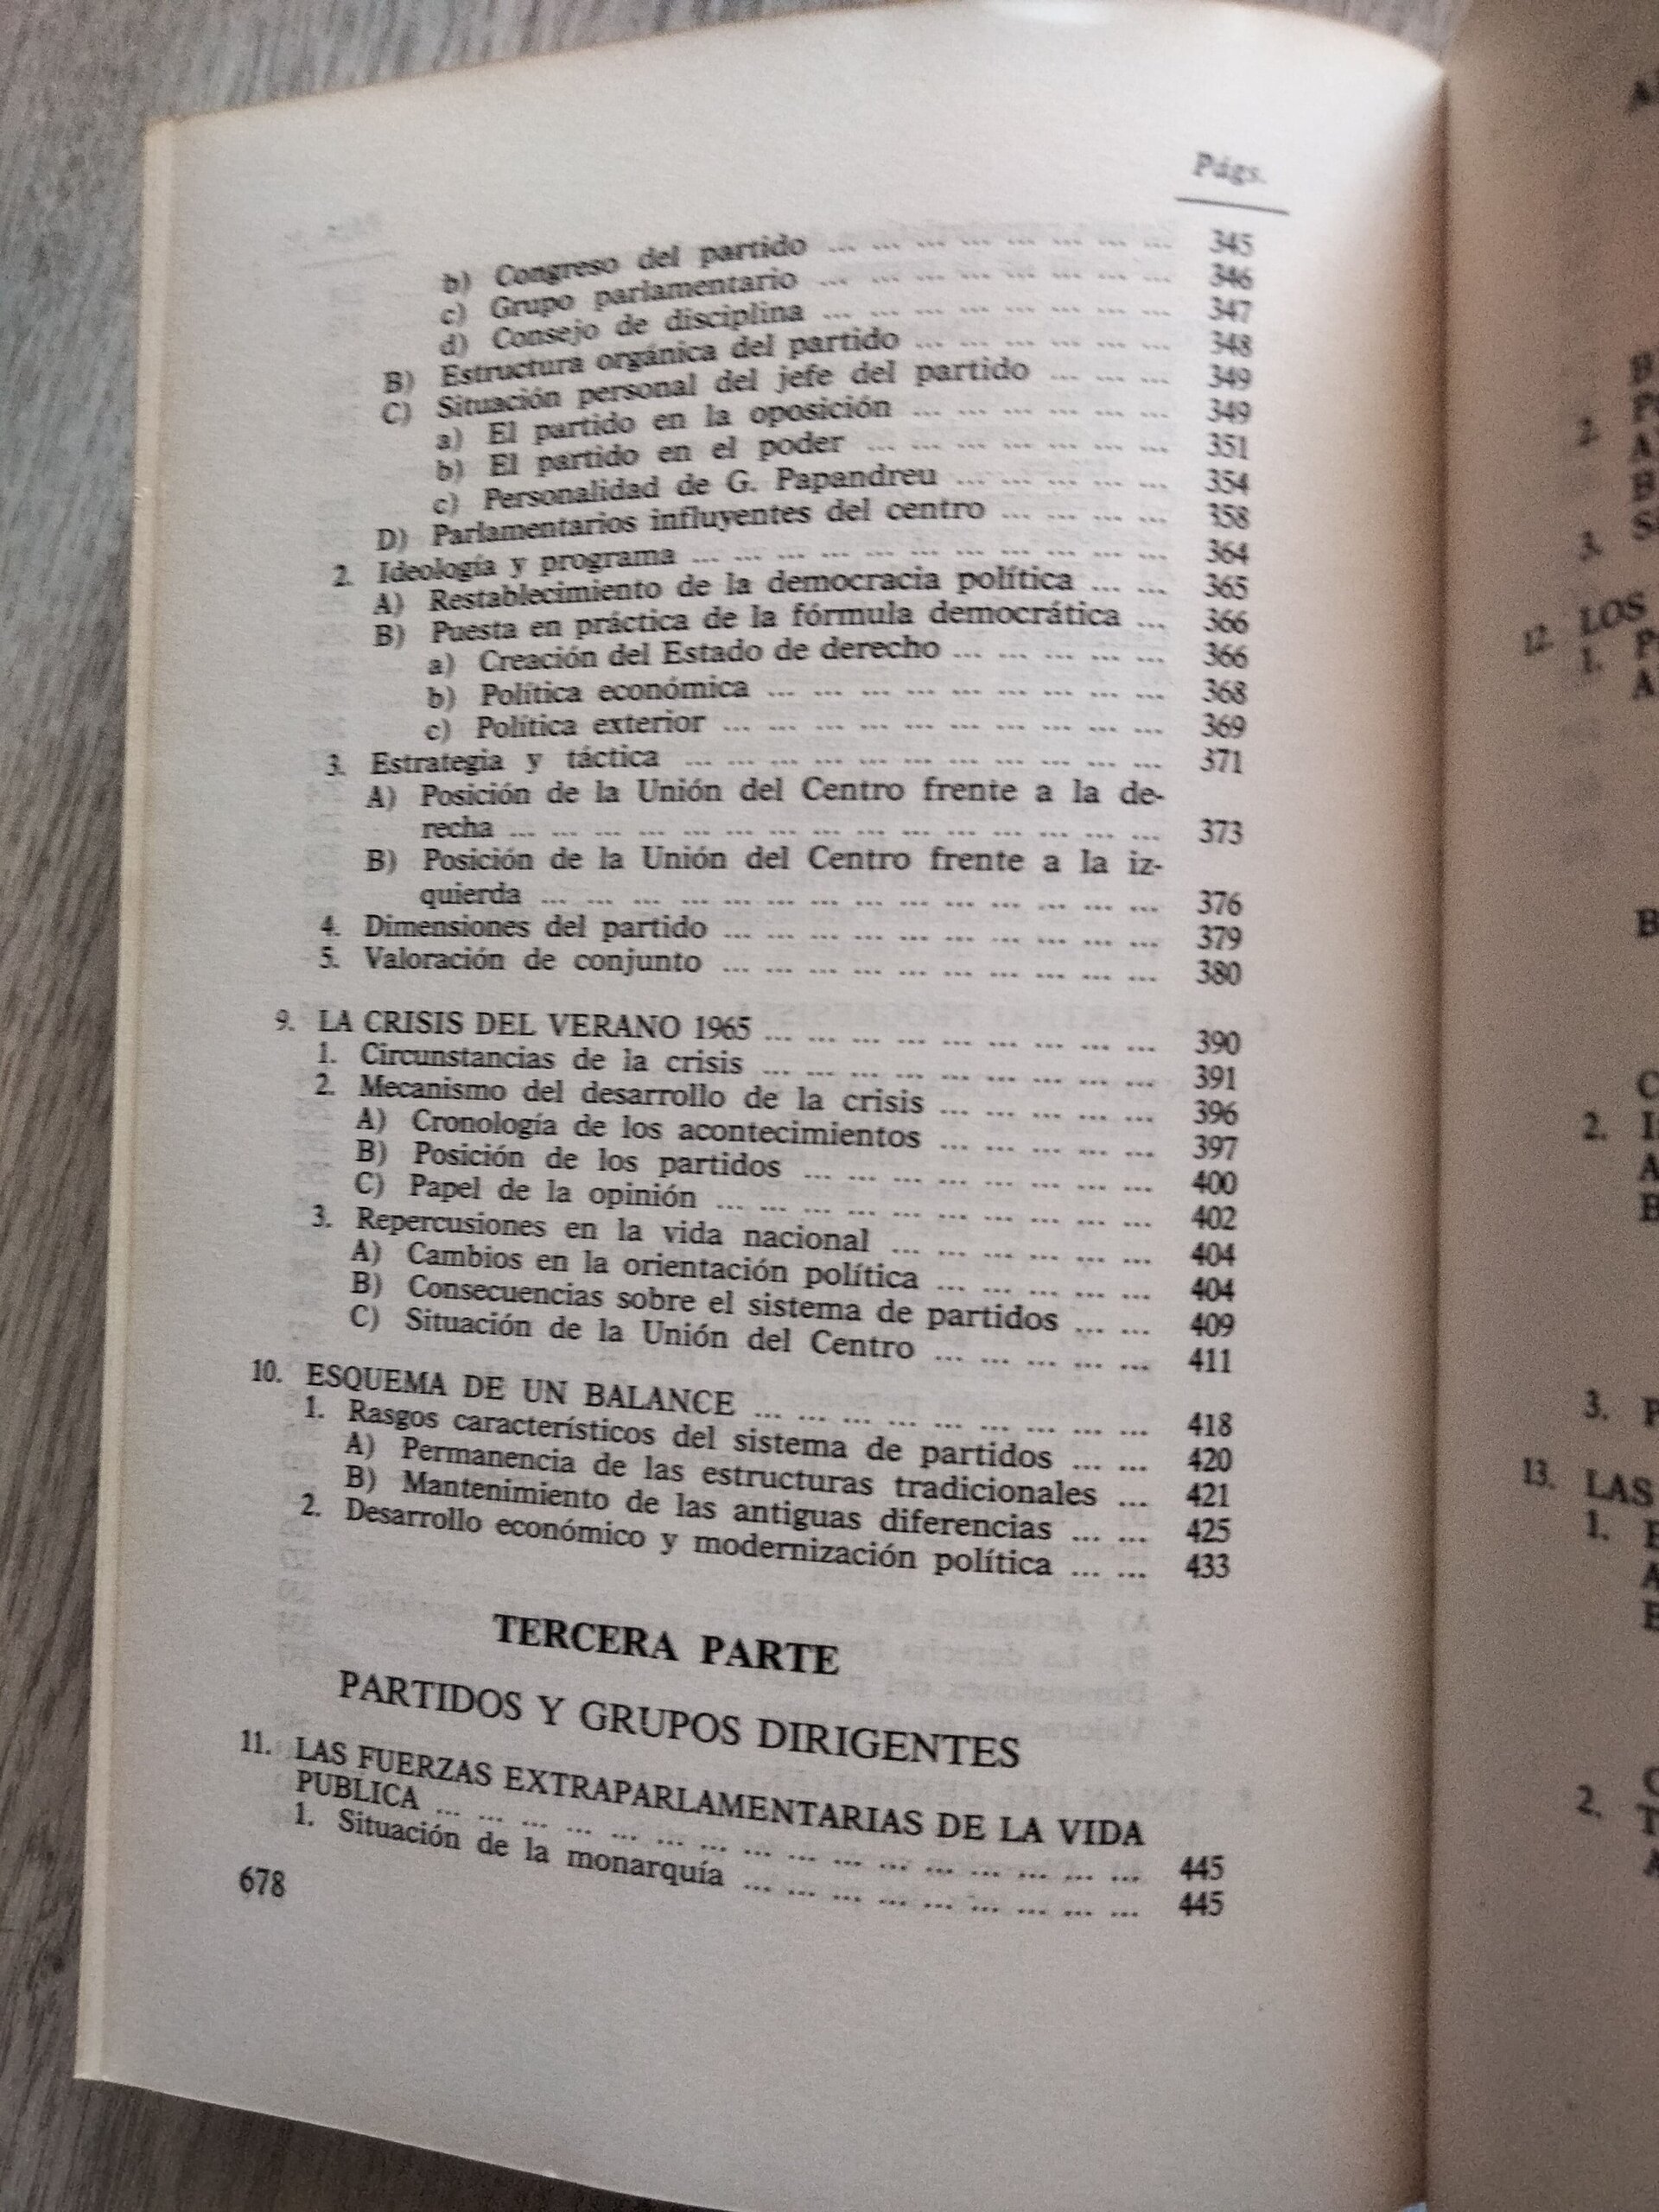 Págs.
b) Congreso del partido ... ... ... ... ... ... ... ... 345
c) Grupo parlamentario ... ... ... ... ... ... ... ... 346
d) Consejo de disciplina ... ... ... ... ... ... ... ... 347
B) Estructura orgánica del partido ... ... ... ... ... ... 348
C) Situación personal del jefe del partido ... ... ... 349
a) El partido en la oposición ... ... ... ... ... ... 349
b) El partido en el poder ... ... ... ... ... ... ... 351
c) Personalidad de G. Papandreu ... ... ... ... ... 354
D) Parlamentarios influyentes del centro ... ... ... ... 358
2. Ideología y programa ... ... ... ... ... ... ... ... ... ... ... 364
A) Restablecimiento de la democracia política ... ... 365
B) Puesta en práctica de la fórmula democrática ... 366
a) Creación del Estado de derecho ... ... ... ... ... 366
b) Política económica ... ... ... ... ... ... ... ... ... 368
c) Política exterior ... ... ... ... ... ... ... ... ... ... 369
3. Estrategia y táctica ... ... ... ... ... ... ... ... ... ... ... 371
A) Posición de la Unión del Centro frente a la de-
recha ... ... ... ... ... ... ... ... ... ... ... ... ... ... ... 373
B) Posición de la Unión del Centro frente a la iz-
quierda ... ... ... ... ... ... ... ... ... ... ... ... ... ... 376
4. Dimensiones del partido ... ... ... ... ... ... ... ... ... ... 379
5. Valoración de conjunto ... ... ... ... ... ... ... ... ... ... 380
9. LA CRISIS DEL VERANO 1965 ... ... ... ... ... ... ... ... ... 390
1. Circunstancias de la crisis ... ... ... ... ... ... ... ... ... 391
2. Mecanismo del desarrollo de la crisis ... ... ... ... ... 396
A) Cronología de los acontecimientos ... ... ... ... ... 397
B) Posición de los partidos ... ... ... ... ... ... ... ... 400
C) Papel de la opinión ... ... ... ... ... ... ... ... ... ... 402
3. Repercusiones en la vida nacional ... ... ... ... ... ... 404
A) Cambios en la orientación política ... ... ... ... ... 404
B) Consecuencias sobre el sistema de partidos ... ... 409
C) Situación de la Unión del Centro ... ... ... ... ... 411
10. ESQUEMA DE UN BALANCE ... ... ... ... ... ... ... ... ... 418
1. Rasgos característicos del sistema de partidos ... ... 420
A) Permanencia de las estructuras tradicionales ... 421
B) Mantenimiento de las antiguas diferencias ... ... 425
2. Desarrollo económico y modernización política ... ... 433
TERCERA PARTE
PARTIDOS Y GRUPOS DIRIGENTES
11. LAS FUERZAS EXTRAPARLAMENTARIAS DE LA VIDA
PUBLICA ... ... ... ... ... ... ... ... ... ... ... ... ... ... ... ... 445
1. Situación de la monarquía ... ... ... ... ... ... ... ... ... 445
678
2.
3.
12. LOS
1.
2.
3.
13. LAS
1.
2.